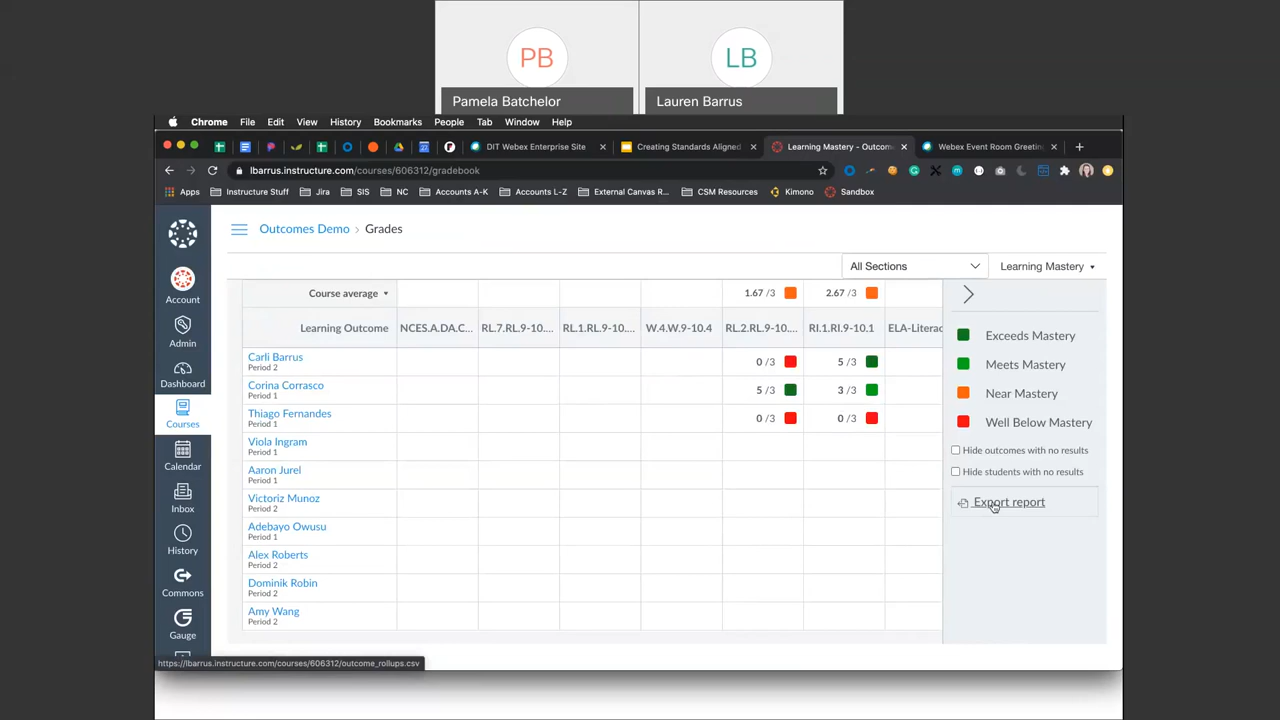 PB
LB
Pamela Batchelor
Lauren Barrus
Chrome File Edit View History Bookmarks People Tab Window Help
DIT Webex Enterprise Site
Creating Standards Aligned
Learning Mastery - Outcom
Webex Event Room Greeting
lbarrus.instructure.com/courses/606312/gradebook
Apps Instructure Stuff Jira SIS NC Accounts A-K Accounts L-Z External Canvas R... CSM Resources Kimono Sandbox
Outcomes Demo › Grades
All Sections
Learning Mastery
Account
Admin
Dashboard
Courses
Calendar
Inbox
History
Commons
Gauge
Course average 1.67 /3 2.67 /3
Learning Outcome NCES.A.DA.C... RL.7.RL.9-10.... RL.1.RL.9-10.... W.4.W.9-10.4 RL.2.RL.9-10.... RI.1.RI.9-10.1 ELA-Literac
Carli Barrus 0 /3 5 /3
Period 2
Corina Corrasco 5 /3 3 /3
Period 1
Thiago Fernandes 0 /3 0 /3
Period 1
Viola Ingram
Period 1
Aaron Jurel
Period 1
Victoriz Munoz
Period 2
Adebayo Owusu
Period 1
Alex Roberts
Period 2
Dominik Robin
Period 2
Amy Wang
Period 2
Exceeds Mastery
Meets Mastery
Near Mastery
Well Below Mastery
Hide outcomes with no results
Hide students with no results
Export report
https://lbarrus.instructure.com/courses/606312/outcome_rollups.csv